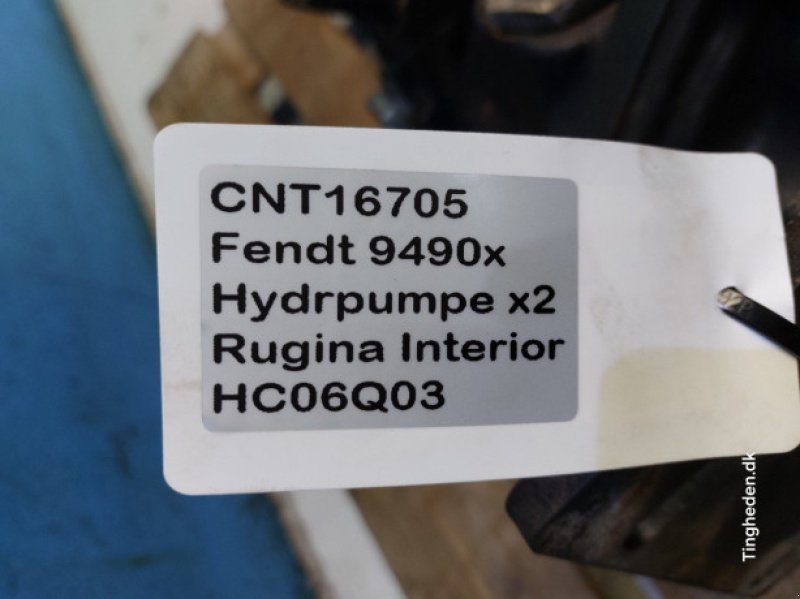 CNT16705
Fendt 9490x
Hydrpumpe x2
Rugina Interior
HC06Q03
Tingheden.dk